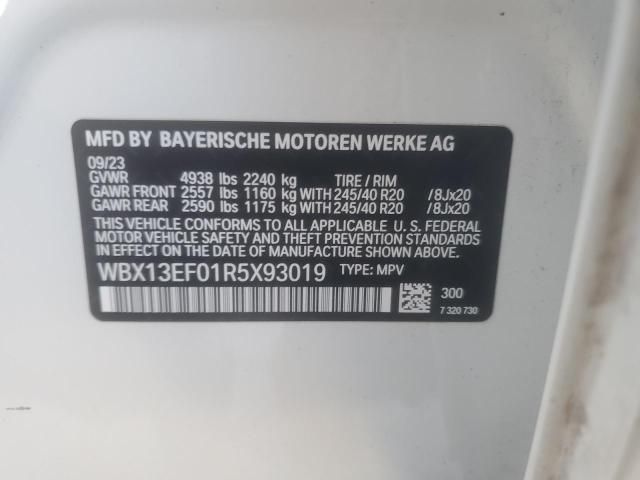 MFD BY BAYERISCHE MOTOREN WERKE AG
09/23
GVWR 4938 lbs 2240 kg TIRE / RIM
GAWR FRONT 2557 lbs 1160 kg WITH 245/40 R20 /8Jx20
GAWR REAR 2590 lbs 1175 kg WITH 245/40 R20 /8Jx20
THIS VEHICLE CONFORMS TO ALL APPLICABLE U. S. FEDERAL
MOTOR VEHICLE SAFETY AND THEFT PREVENTION STANDARDS
IN EFFECT ON THE DATE OF MANUFACTURE SHOWN ABOVE.
WBX13EF01R5X93019 TYPE: MPV
300
7 320 730